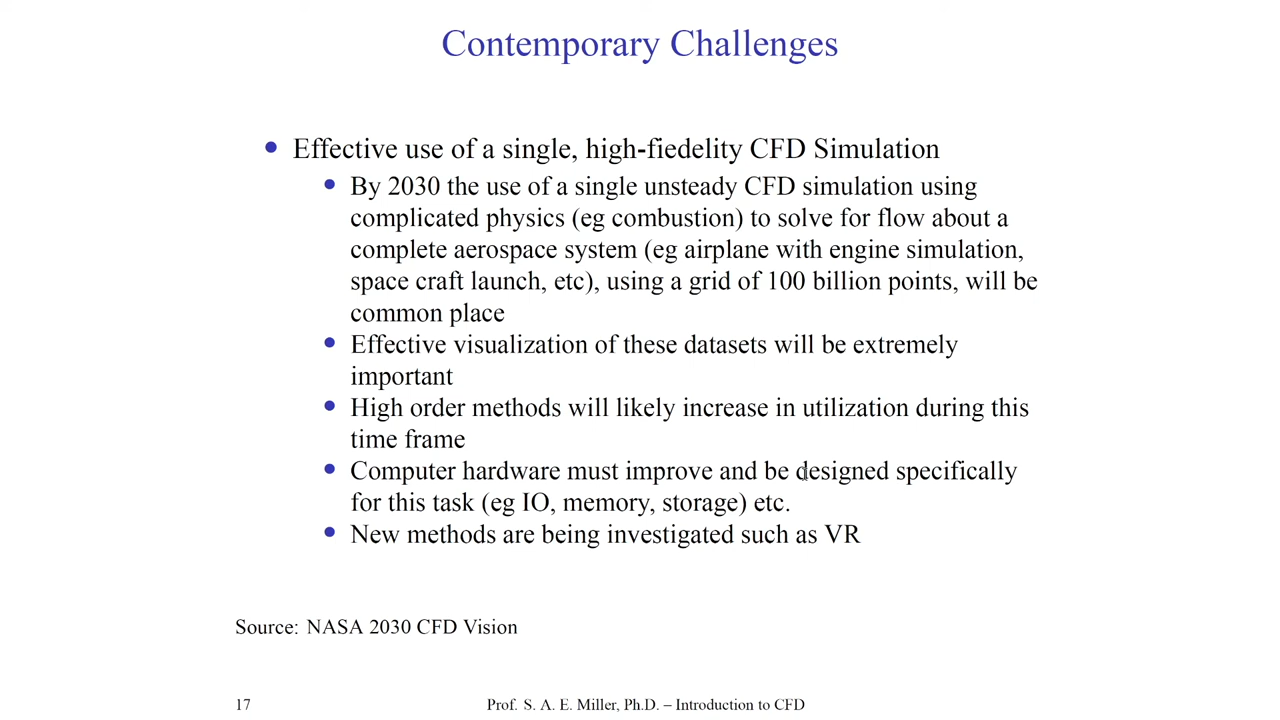 Contemporary Challenges
Effective use of a single, high-fiedelity CFD Simulation
By 2030 the use of a single unsteady CFD simulation using
complicated physics (eg combustion) to solve for flow about a
complete aerospace system (eg airplane with engine simulation,
space craft launch, etc), using a grid of 100 billion points, will be
common place
Effective visualization of these datasets will be extremely
important
High order methods will likely increase in utilization during this
time frame
Computer hardware must improve and be designed specifically
for this task (eg IO, memory, storage) etc.
New methods are being investigated such as VR
Source: NASA 2030 CFD Vision
17 Prof. S. A. E. Miller, Ph.D. – Introduction to CFD